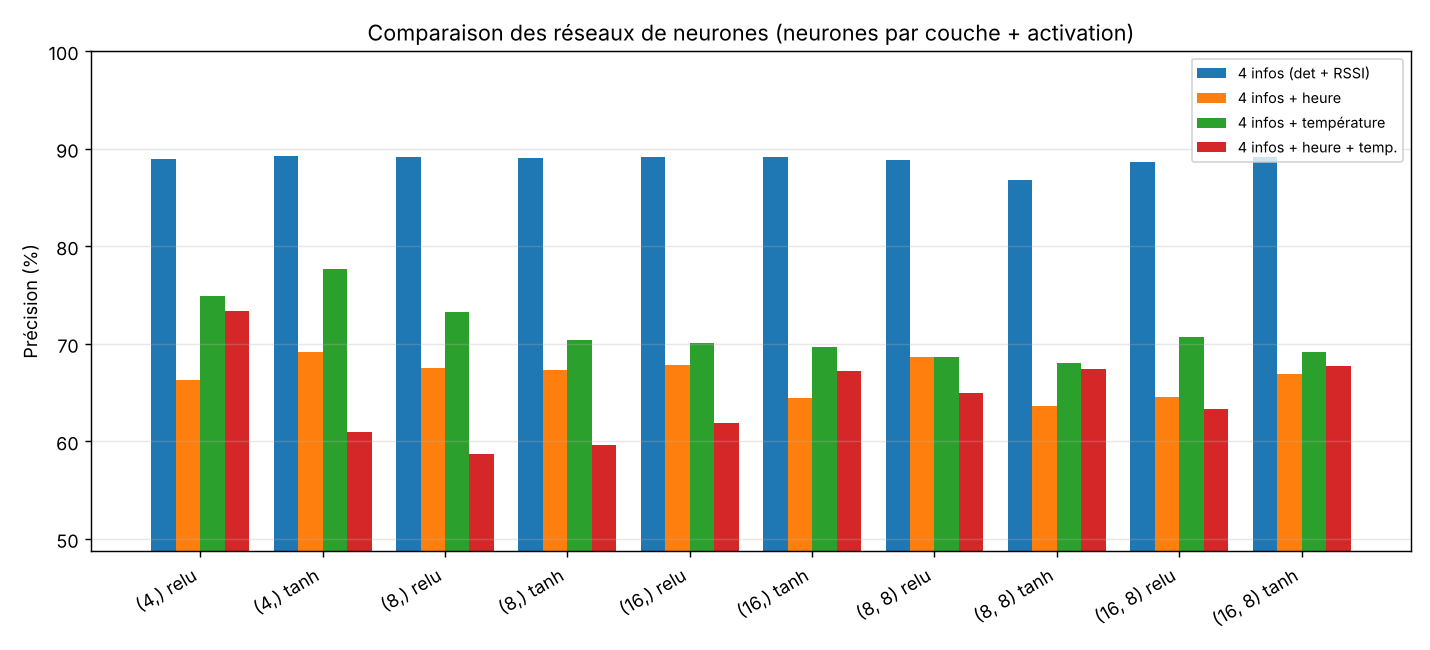 Comparaison des réseaux de neurones (neurones par couche + activation)
100
90
80
70
60
50
Précision (%)
4 infos (det + RSSI)
4 infos + heure
4 infos + température
4 infos + heure + temp.
(4,) relu
(4,) tanh
(8,) relu
(8,) tanh
(16,) relu
(16,) tanh
(8, 8) relu
(8, 8) tanh
(16, 8) relu
(16, 8) tanh